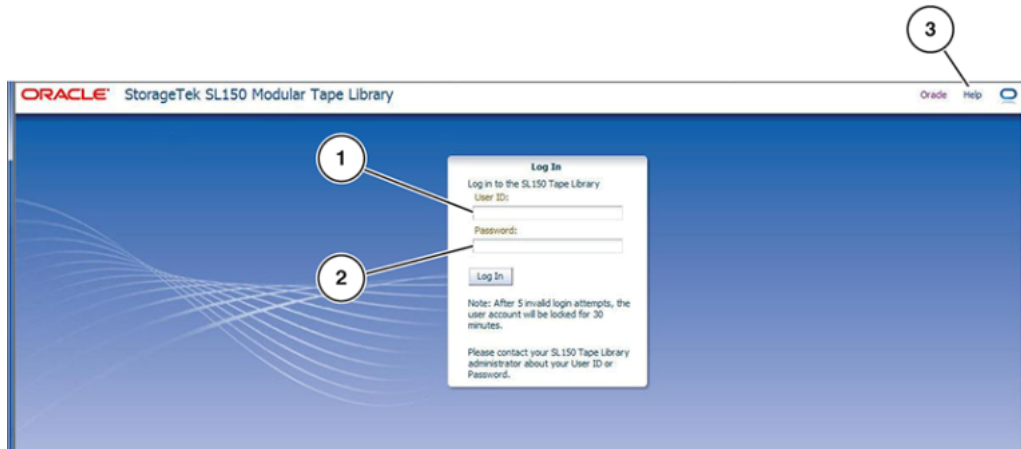 3
ORACLE StorageTek SL150 Modular Tape Library
Oracle Help
1
Log In
Log in to the SL150 Tape Library
User ID:
Password:
2
Log In
Note: After 5 invalid login attempts, the
user account will be locked for 30
minutes.
Please contact your SL150 Tape Library
administrator about your User ID or
Password.